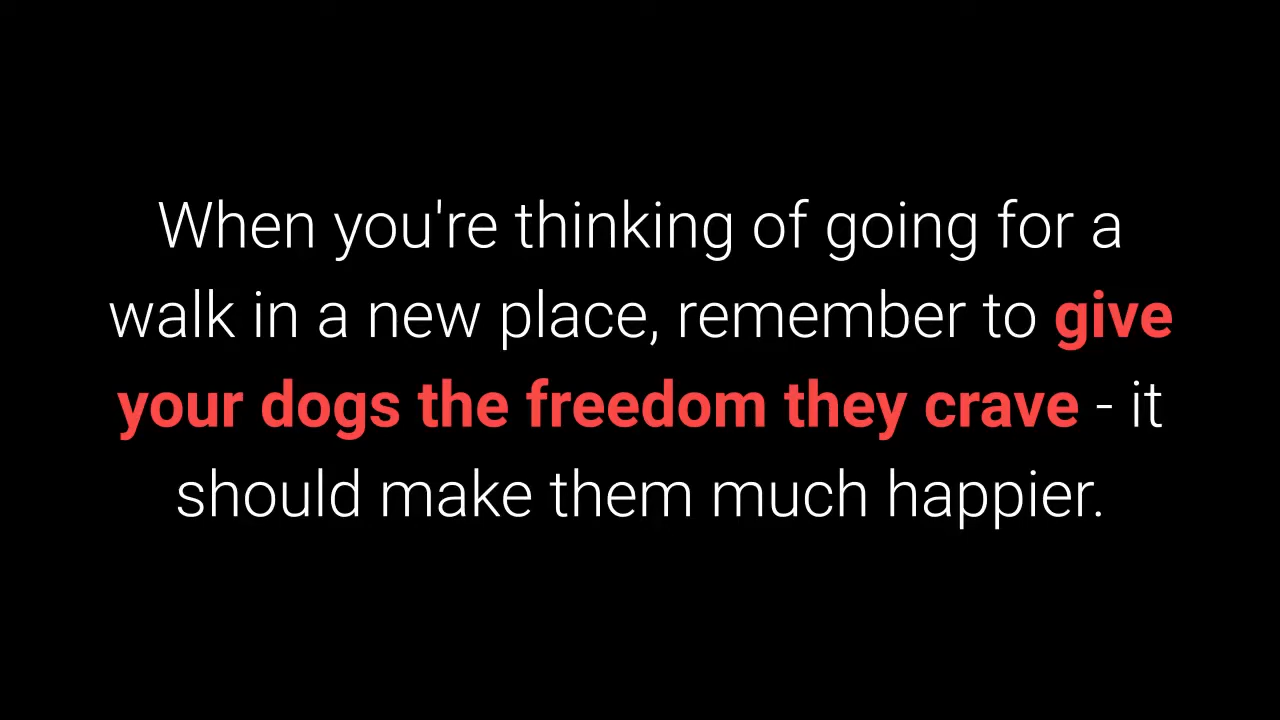 When you're thinking of going for a
walk in a new place, remember to give
your dogs the freedom they crave - it
should make them much happier.